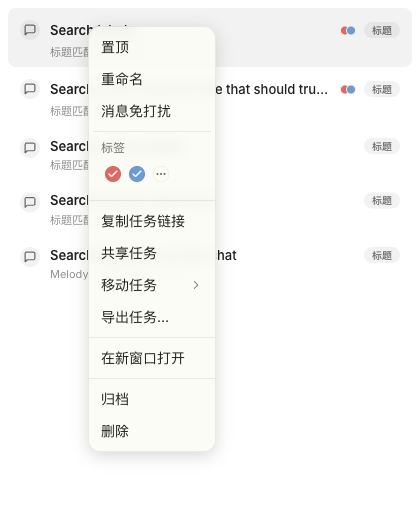 Search
标题
标题匹配
置顶
重命名
消息免打扰
标签
复制任务链接
共享任务
移动任务
导出任务...
在新窗口打开
归档
删除
Search
e that should tru...
标题
标题匹
Search
标题
标题匹配
Search
标题
标题匹配
Search
hat
标题
Melody